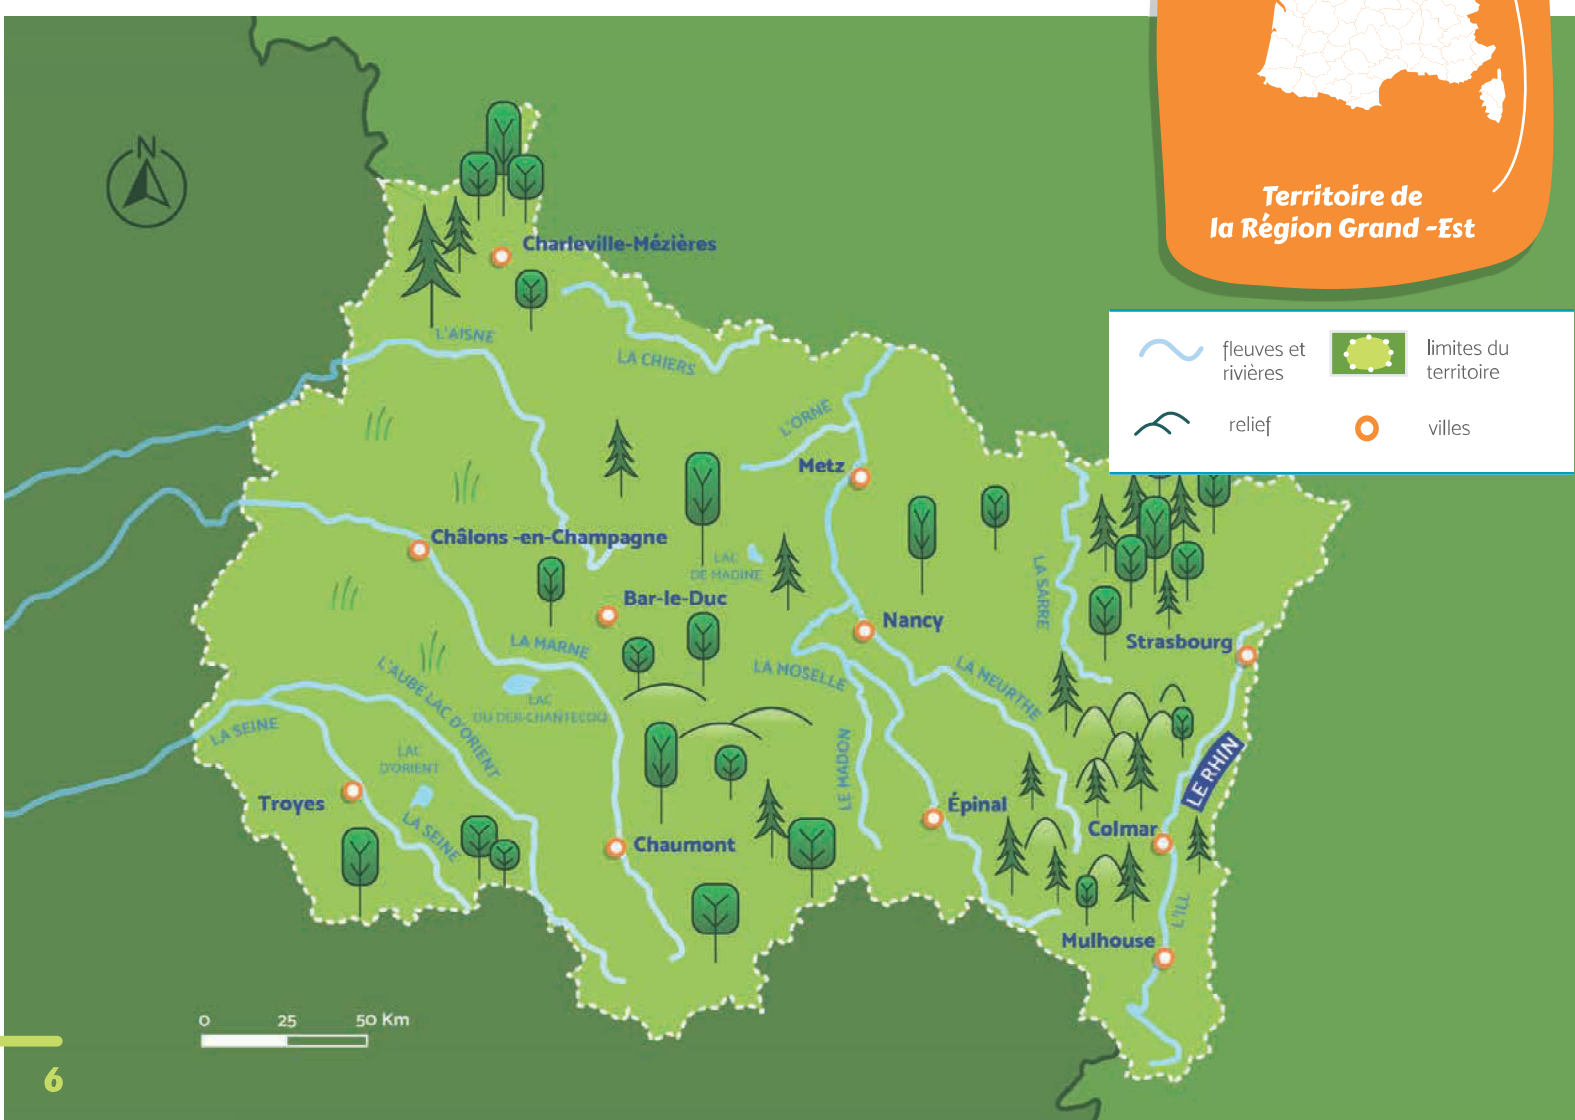 Territoire de
la Région Grand -Est
N
fleuves et
rivières
limites du
territoire
relief
villes
Charleville-Mézières
L'AISNE
LA CHIERS
L'ORNE
Metz
Châlons -en-Champagne
LAC
DE MADINE
LA SARRE
Bar-le-Duc
Nancy
Strasbourg
LA MARNE
LA MOSELLE
LA MEURTHE
L'AUBE LAC D'ORIENT
LAC
DU DER-CHANTECOQ
LA SEINE
LAC
D'ORIENT
LE MADON
LE RHIN
Troyes
LA SEINE
Épinal
Colmar
Chaumont
L'ILL
Mulhouse
0 25 50 Km
6